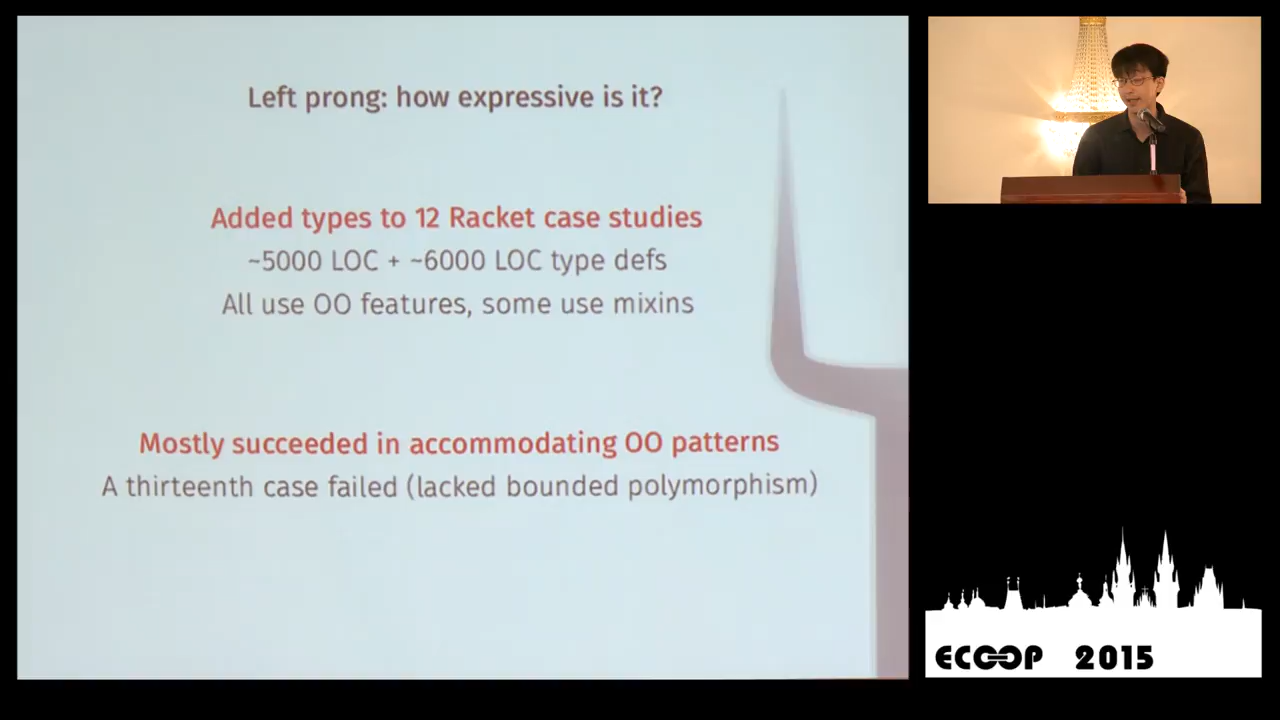 Left prong: how expressive is it?
Added types to 12 Racket case studies
~5000 LOC + ~6000 LOC type defs
All use OO features, some use mixins
Mostly succeeded in accommodating OO patterns
A thirteenth case failed (lacked bounded polymorphism)
ECOOP 2015